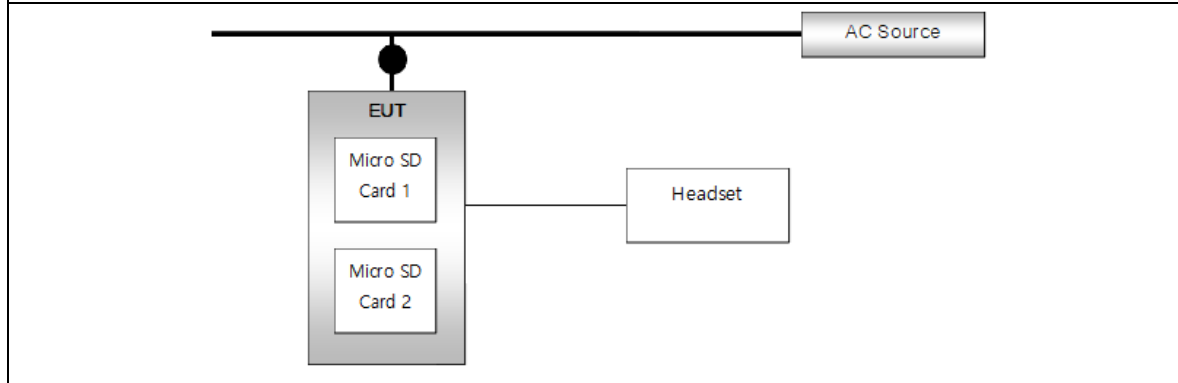 AC Source
EUT
Micro SD
Card 1
Headset
Micro SD
Card 2